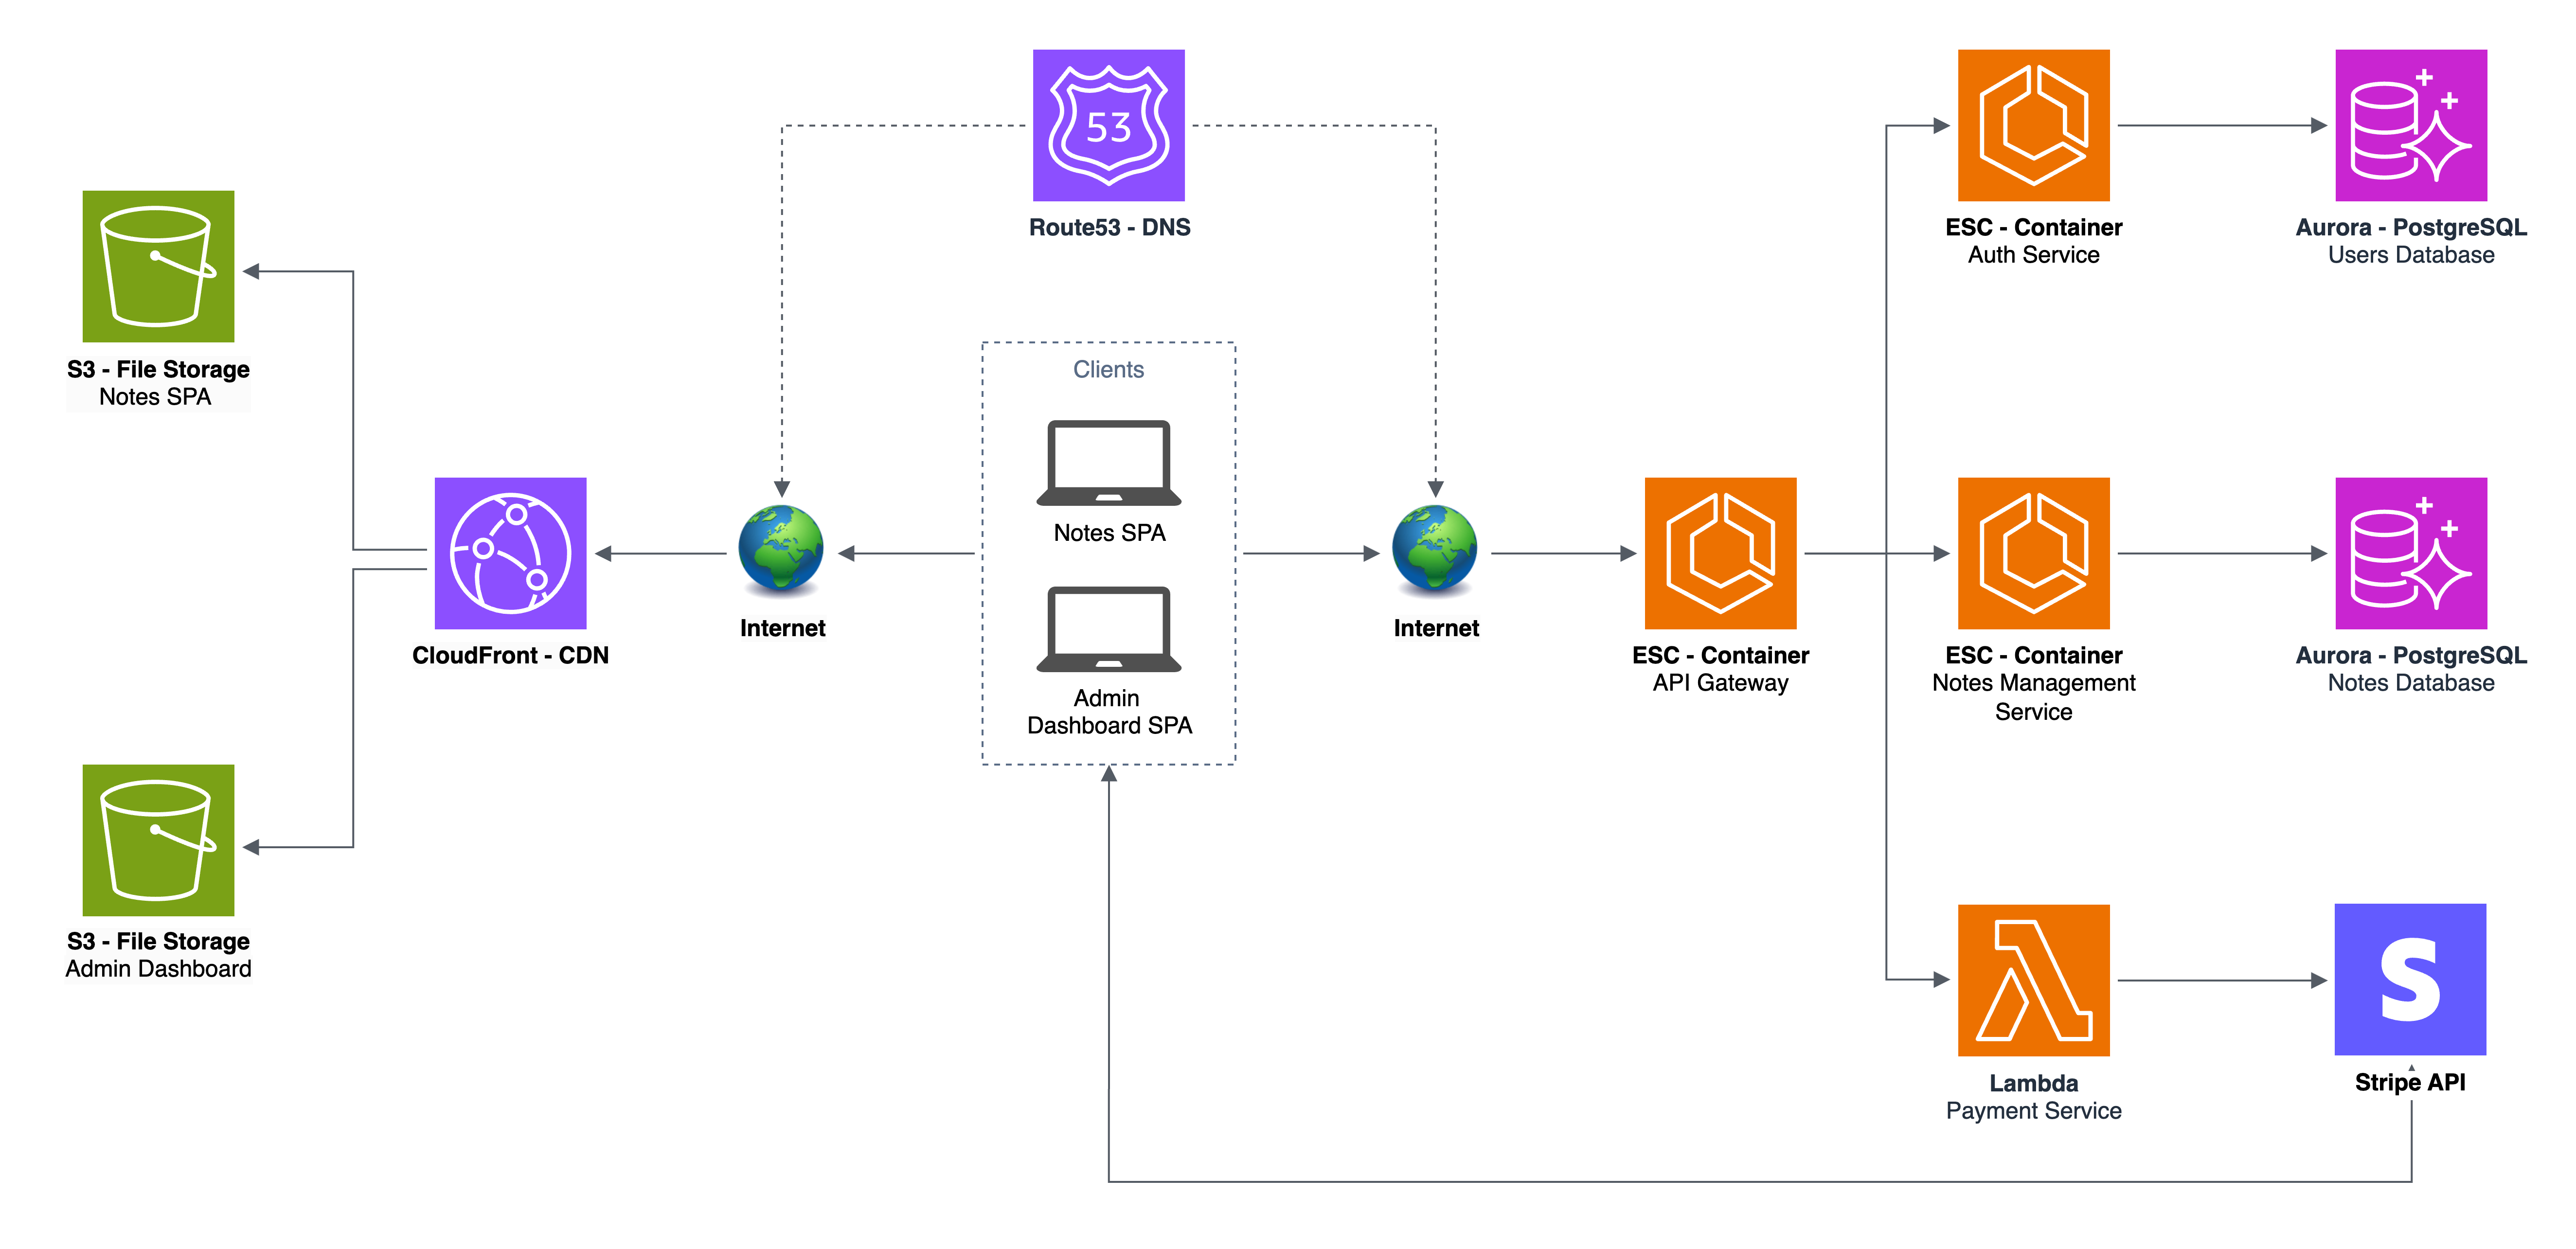 53
Route53 - DNS
ESC - Container
Auth Service
Aurora - PostgreSQL
Users Database
S3 - File Storage
Notes SPA
Clients
Notes SPA
Admin
Dashboard SPA
CloudFront - CDN
Internet
Internet
ESC - Container
API Gateway
ESC - Container
Notes Management
Service
Aurora - PostgreSQL
Notes Database
S3 - File Storage
Admin Dashboard
Lambda
Payment Service
S
Stripe API